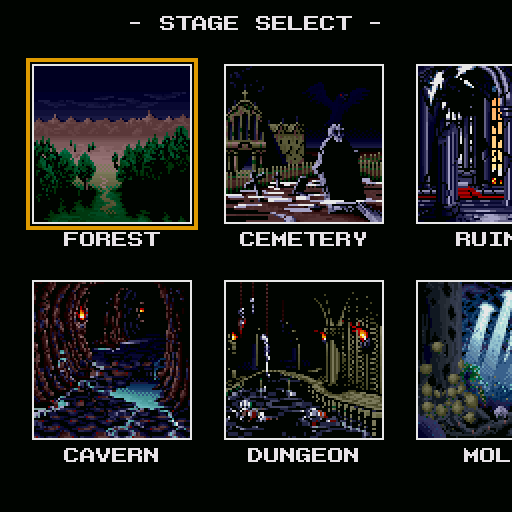 - STAGE SELECT -
FOREST CEMETERY RUIN
CAVERN DUNGEON MOL